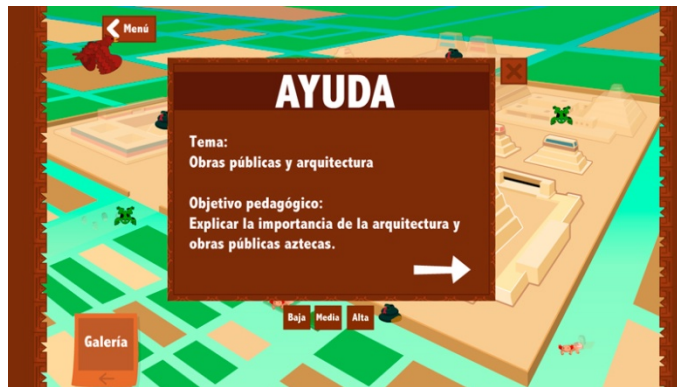 Menú
AYUDA
Tema:
Obras públicas y arquitectura
Objetivo pedagógico:
Explicar la importancia de la arquitectura y
obras públicas aztecas.
Baja Media Alta
Galería